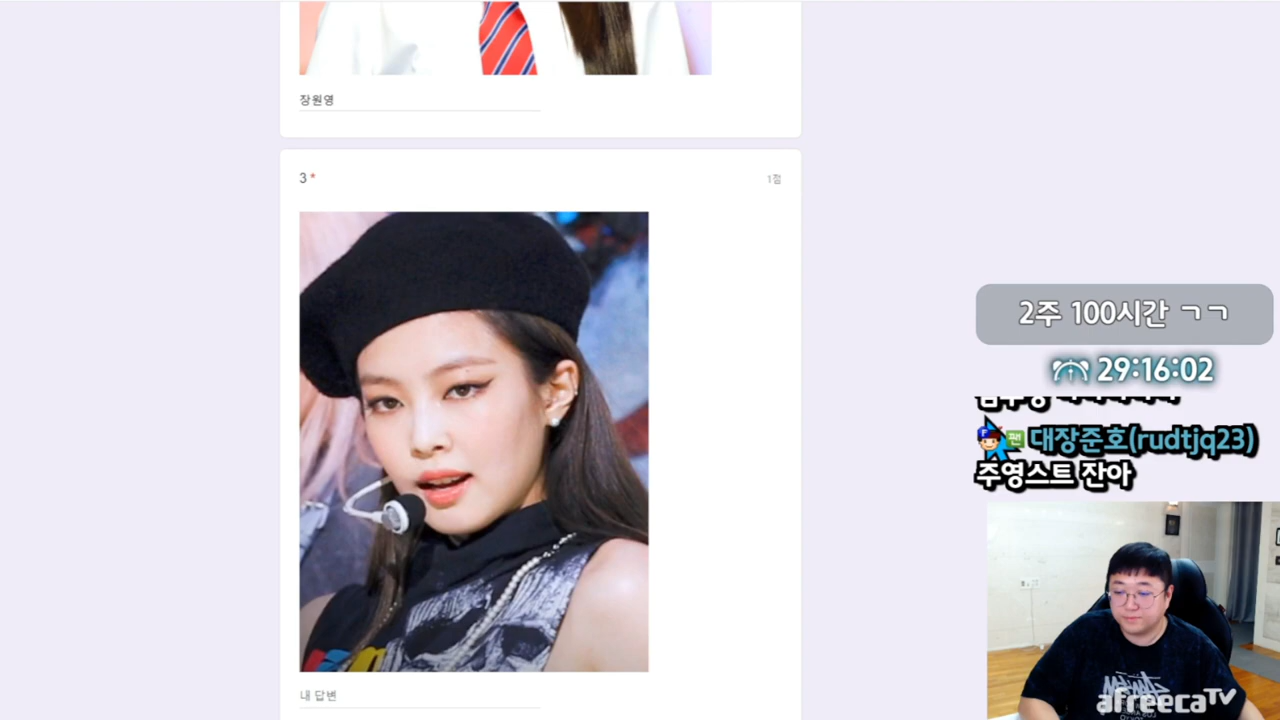 장원영
3 *
1점
내 답변
2주 100시간 ㄱㄱ
29:16:02
F 팬 대장준호(rudtjq23)
주영스트 잔아
afreecaTV